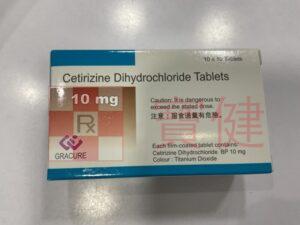 10 x 10 Tablets
Cetirizine Dihydrochloride Tablets
10 mg
Rx
Caution: It is dangerous to
exceed the stated dose.
注意：服食過量有危險。
健
GRACURE
Each film-coated tablet contains:
Cetirizine Dihydrochloride BP 10 mg
Colour : Titanium Dioxide